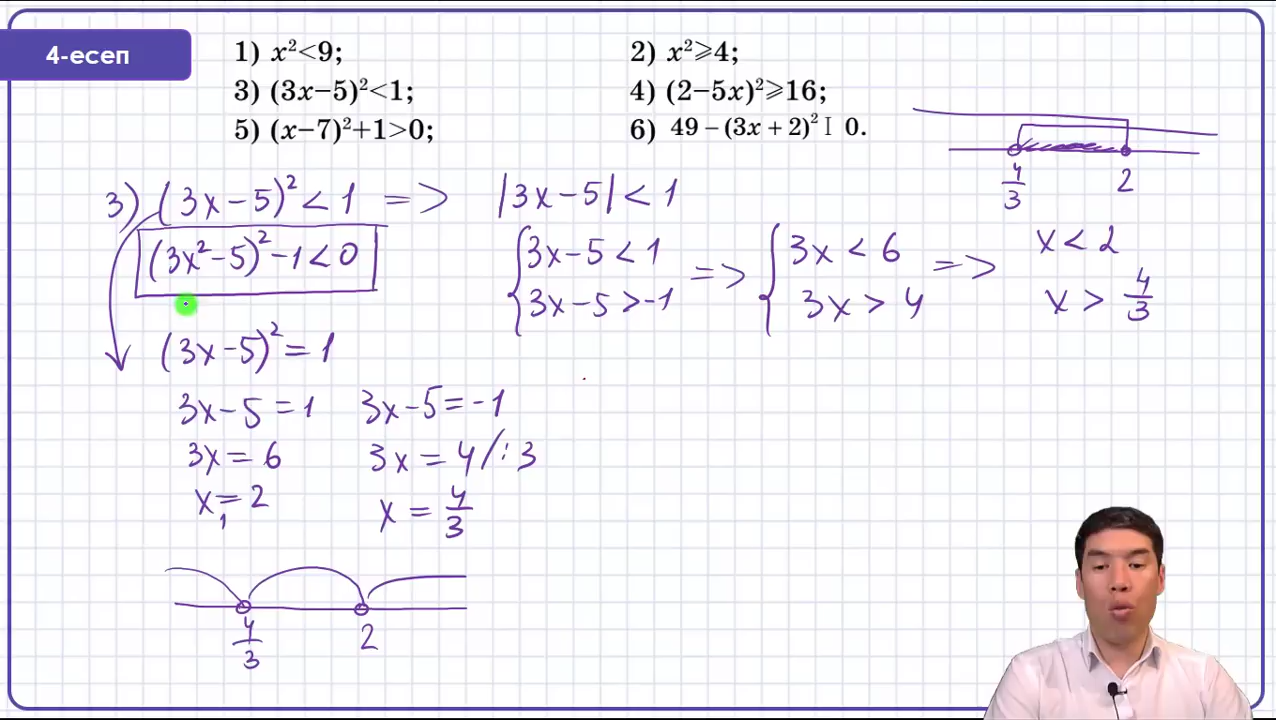 4-есеп
1) x²<9;
2) x²⩾4;
3) (3x−5)²<1;
4) (2−5x)²⩾16;
5) (x−7)²+1>0;
6) 49 − (3x + 2)² I 0.
4/3 2
3) (3x−5)² < 1 => |3x−5| < 1
(3x²−5)²−1<0
{3x−5 < 1
3x−5 >−1
=> {3x < 6
3x > 4
=> x < 2
x > 4/3
(3x−5)² = 1
3x−5 = 1 3x−5 = −1
3x = 6 3x = 4 /:3
x₁ = 2 x = 4/3
4/3 2